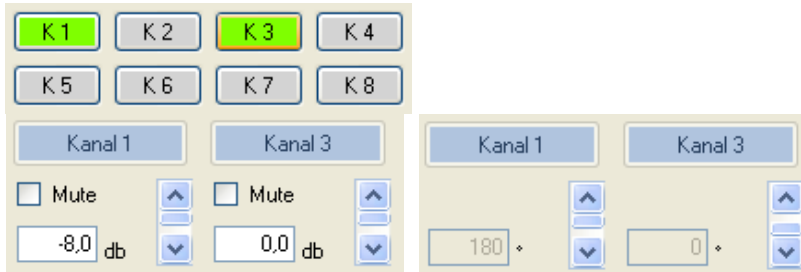 K 1 K 2 K 3 K 4
K 5 K 6 K 7 K 8
Kanal 1 Kanal 3 Kanal 1 Kanal 3
Mute Mute
-8,0 db 0,0 db 180 ° 0 °